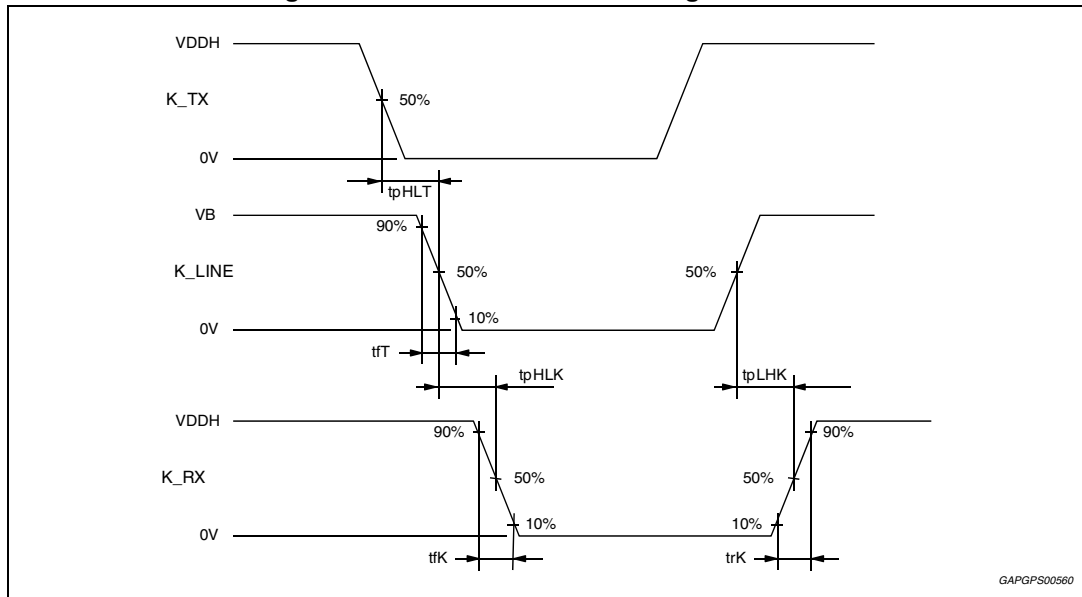 VDDH
K_TX
50%
0V
tpHLT
VB
90%
K_LINE
50%
50%
10%
0V
tfT
tpHLK
tpLHK
VDDH
90%
90%
K_RX
50%
50%
10%
10%
0V
tfK
trK
GAPGPS00560